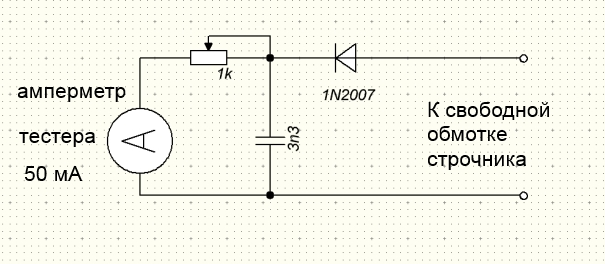 1k
амперметр
1N2007
К свободной
тестера
А
3n3
обмотке
строчника
50 мА